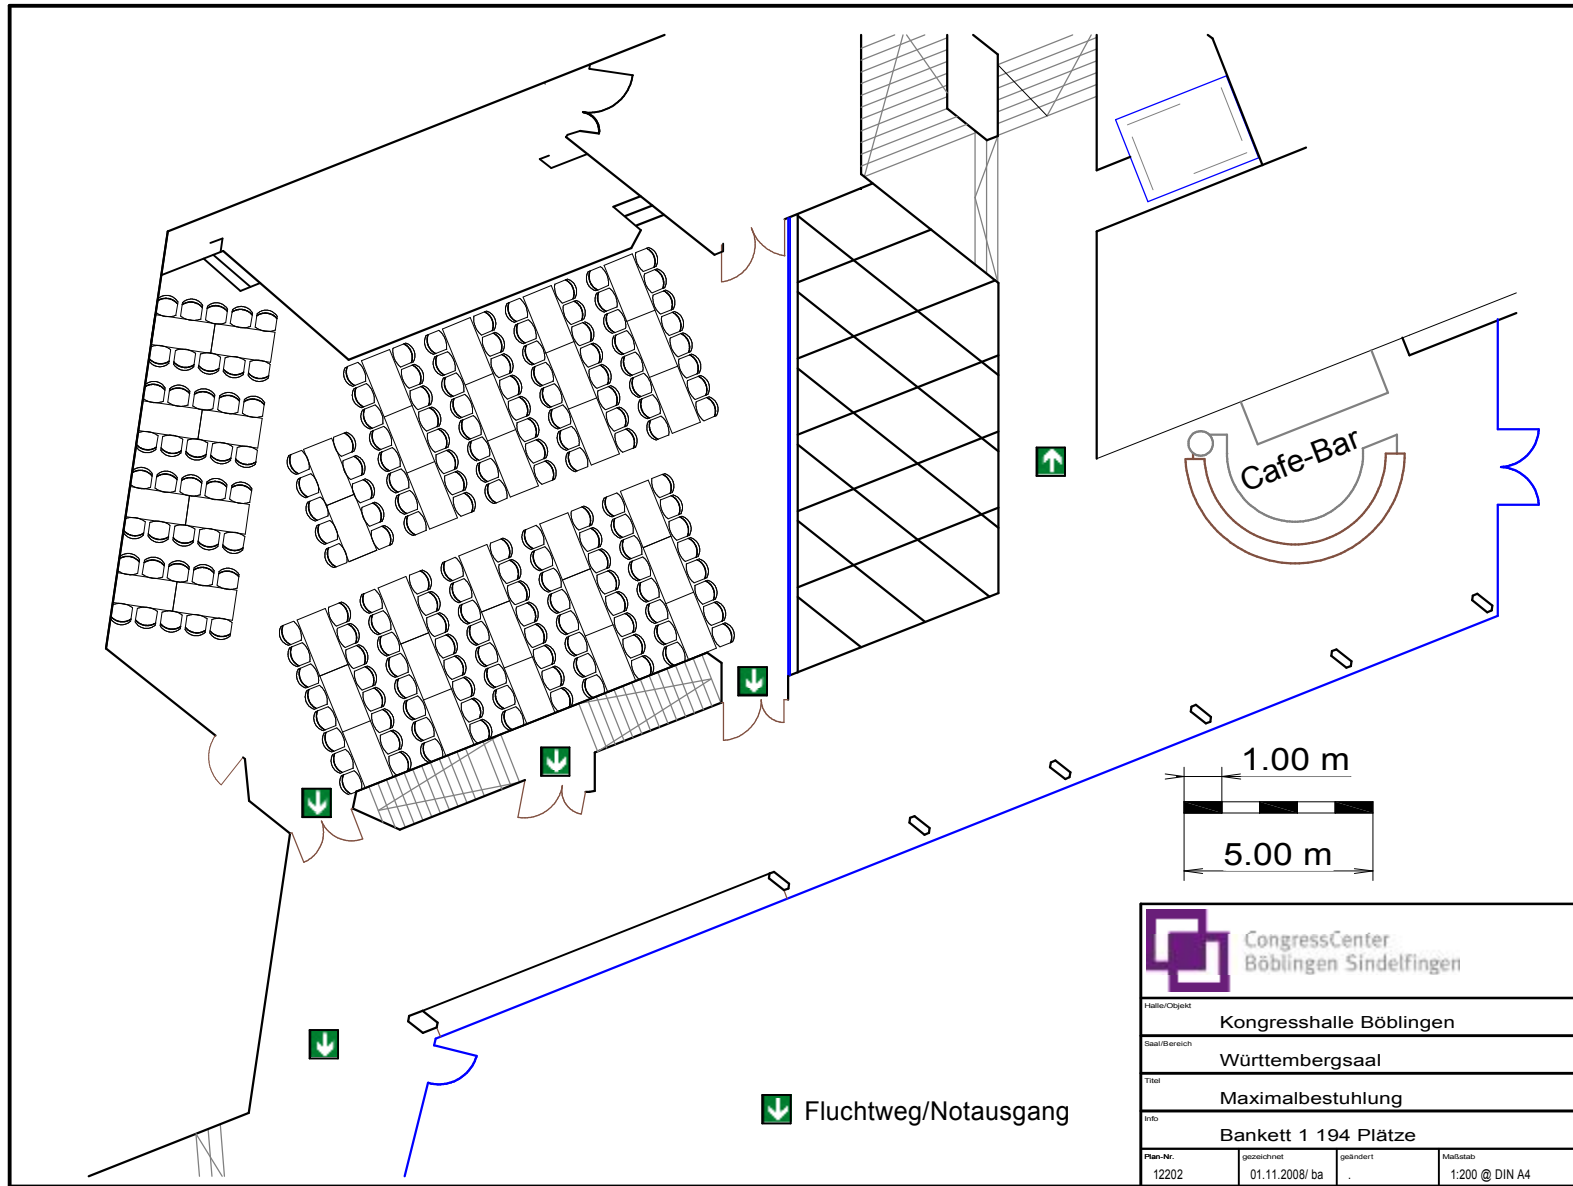 Cafe-Bar
1.00 m
5.00 m
CongressCenter
Böblingen Sindelfingen
Halle/Objekt
Kongresshalle Böblingen
Saal/Bereich
Württembergsaal
Titel
Maximalbestuhlung
Info
Bankett 1 194 Plätze
Plan-Nr. gezeichnet geändert Maßstab
12202 01.11.2008/ ba . 1:200 @ DIN A4
Fluchtweg/Notausgang